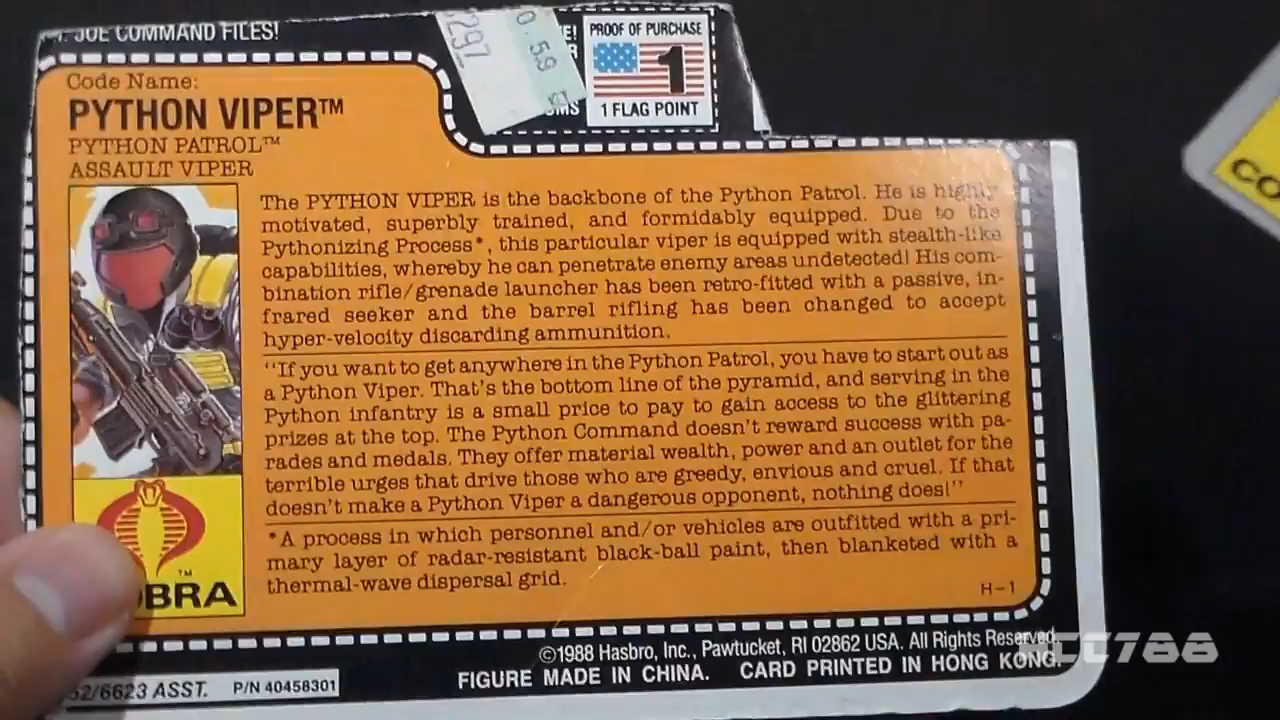 JOE COMMAND FILES!
PROOF OF PURCHASE
1
1 FLAG POINT
297
0.59
Code Name:
PYTHON VIPER™
PYTHON PATROL™
ASSAULT VIPER
The PYTHON VIPER is the backbone of the Python Patrol. He is highly
motivated, superbly trained, and formidably equipped. Due to the
Pythonizing Process*, this particular viper is equipped with stealth-like
capabilities, whereby he can penetrate enemy areas undetected! His com-
bination rifle/grenade launcher has been retro-fitted with a passive, in-
frared seeker and the barrel rifling has been changed to accept
hyper-velocity discarding ammunition.
"If you want to get anywhere in the Python Patrol, you have to start out as
a Python Viper. That's the bottom line of the pyramid, and serving in the
Python infantry is a small price to pay to gain access to the glittering
prizes at the top. The Python Command doesn't reward success with pa-
rades and medals. They offer material wealth, power and an outlet for the
terrible urges that drive those who are greedy, envious and cruel. If that
doesn't make a Python Viper a dangerous opponent, nothing does!"
*A process in which personnel and/or vehicles are outfitted with a pri-
mary layer of radar-resistant black-ball paint, then blanketed with a
thermal-wave dispersal grid.
H-1
™
OBRA
©1988 Hasbro, Inc., Pawtucket, RI 02862 USA. All Rights Reserved.
FIGURE MADE IN CHINA. CARD PRINTED IN HONG KONG.
52/6623 ASST. P/N 40458301
CO